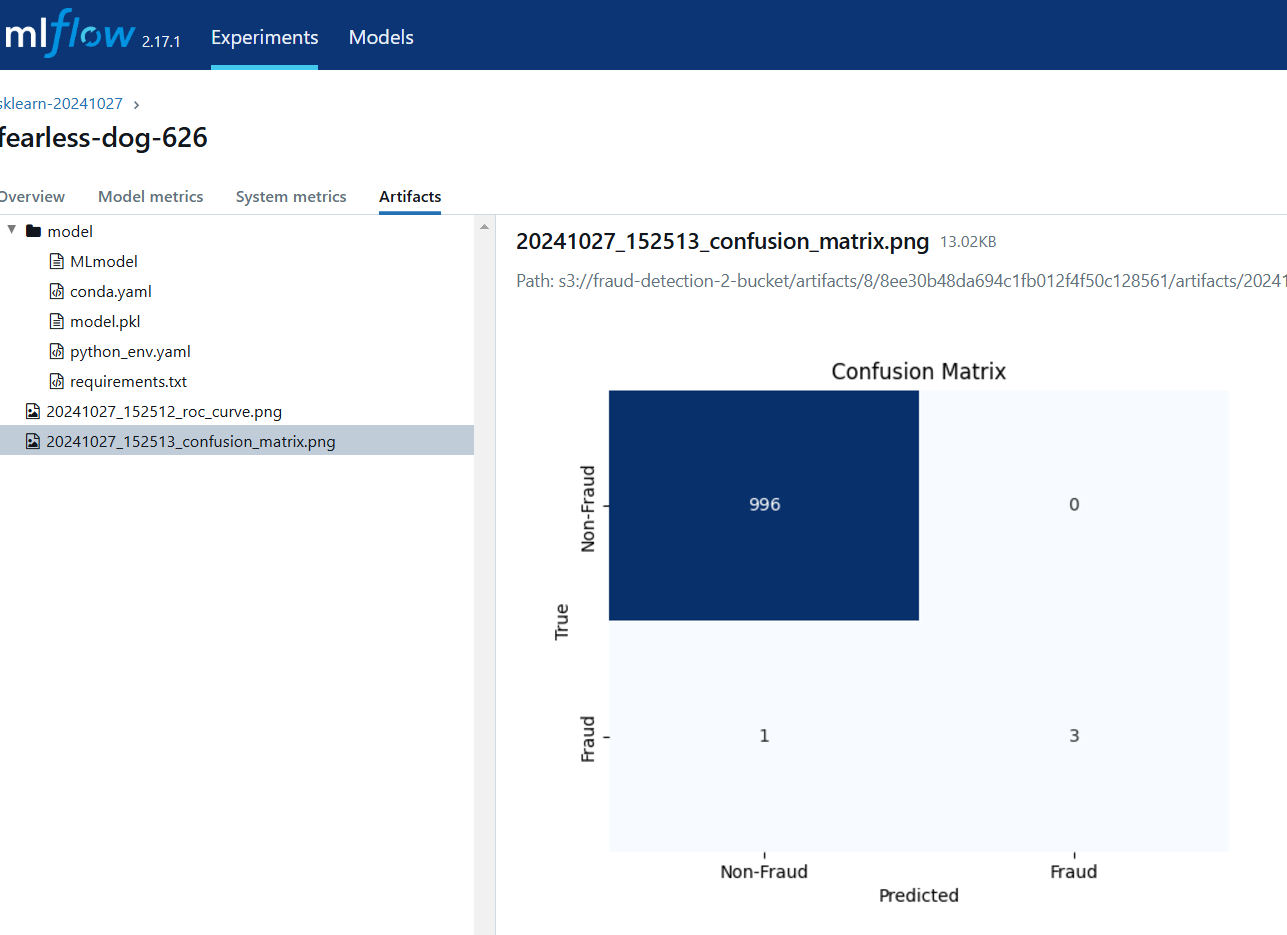 mlflow 2.17.1 Experiments Models
sklearn-20241027 >
fearless-dog-626
Overview Model metrics System metrics Artifacts
model
MLmodel
conda.yaml
model.pkl
python_env.yaml
requirements.txt
20241027_152512_roc_curve.png
20241027_152513_confusion_matrix.png
20241027_152513_confusion_matrix.png 13.02KB
Path: s3://fraud-detection-2-bucket/artifacts/8/8ee30b48da694c1fb012f4f50c128561/artifacts/20241
Confusion Matrix
True
Non-Fraud
996 0
Fraud
1 3
Non-Fraud Fraud
Predicted